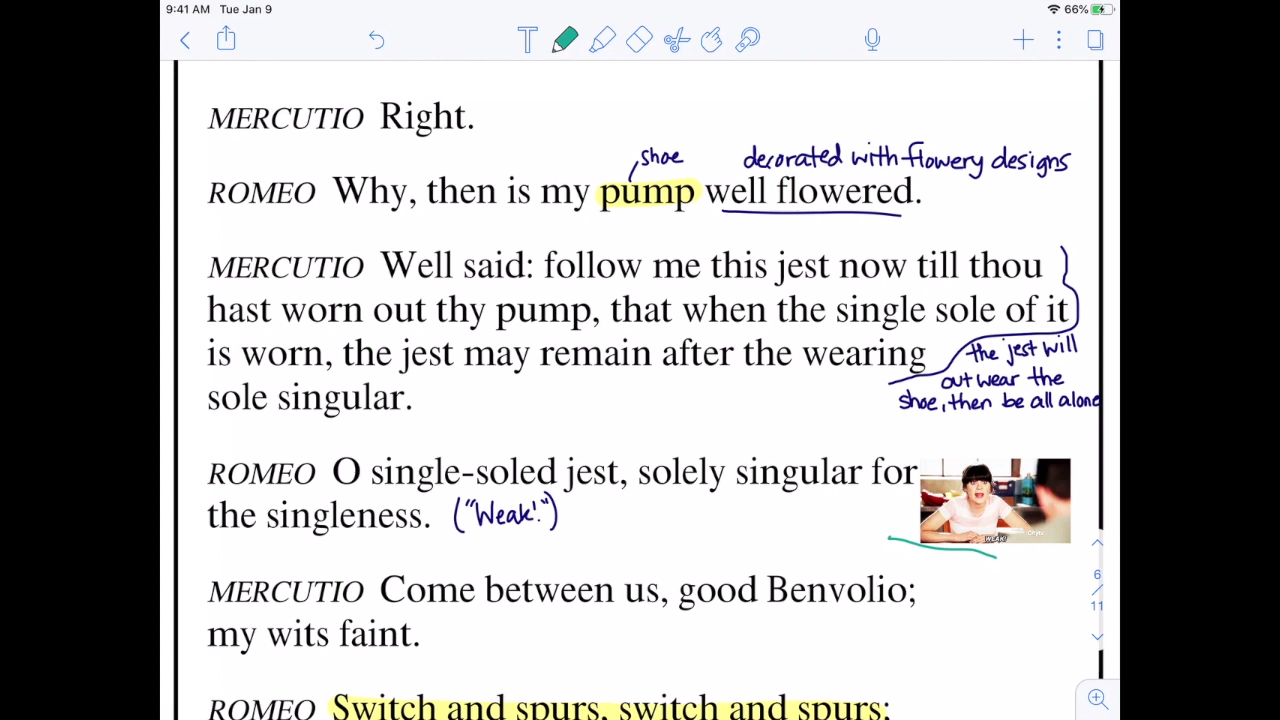 9:41 AM Tue Jan 9
66%
MERCUTIO Right.
shoe decorated with flowery designs
ROMEO Why, then is my pump well flowered.
MERCUTIO Well said: follow me this jest now till thou
hast worn out thy pump, that when the single sole of it
is worn, the jest may remain after the wearing
sole singular.
the jest will
out wear the
shoe, then be all alone
ROMEO O single-soled jest, solely singular for
the singleness. ("Weak!")
WEAK!
MERCUTIO Come between us, good Benvolio;
my wits faint.
6
/
11
ROMEO Switch and spurs, switch and spurs;